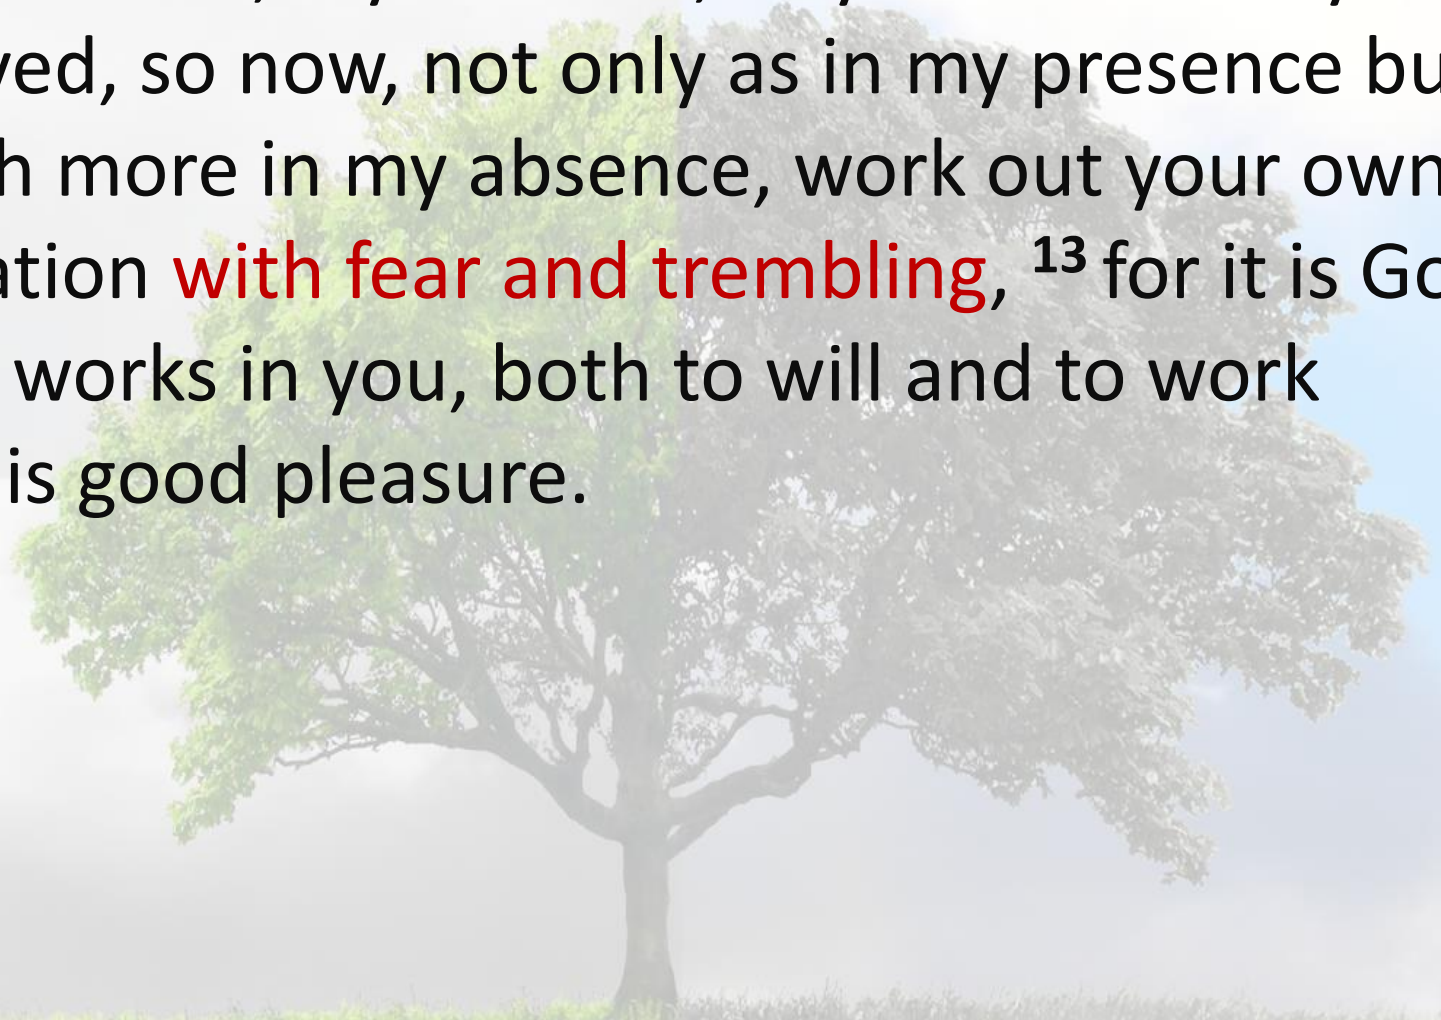 ved, so now, not only as in my presence bu
h more in my absence, work out your own
ation with fear and trembling, ¹³ for it is Go
works in you, both to will and to work
is good pleasure.